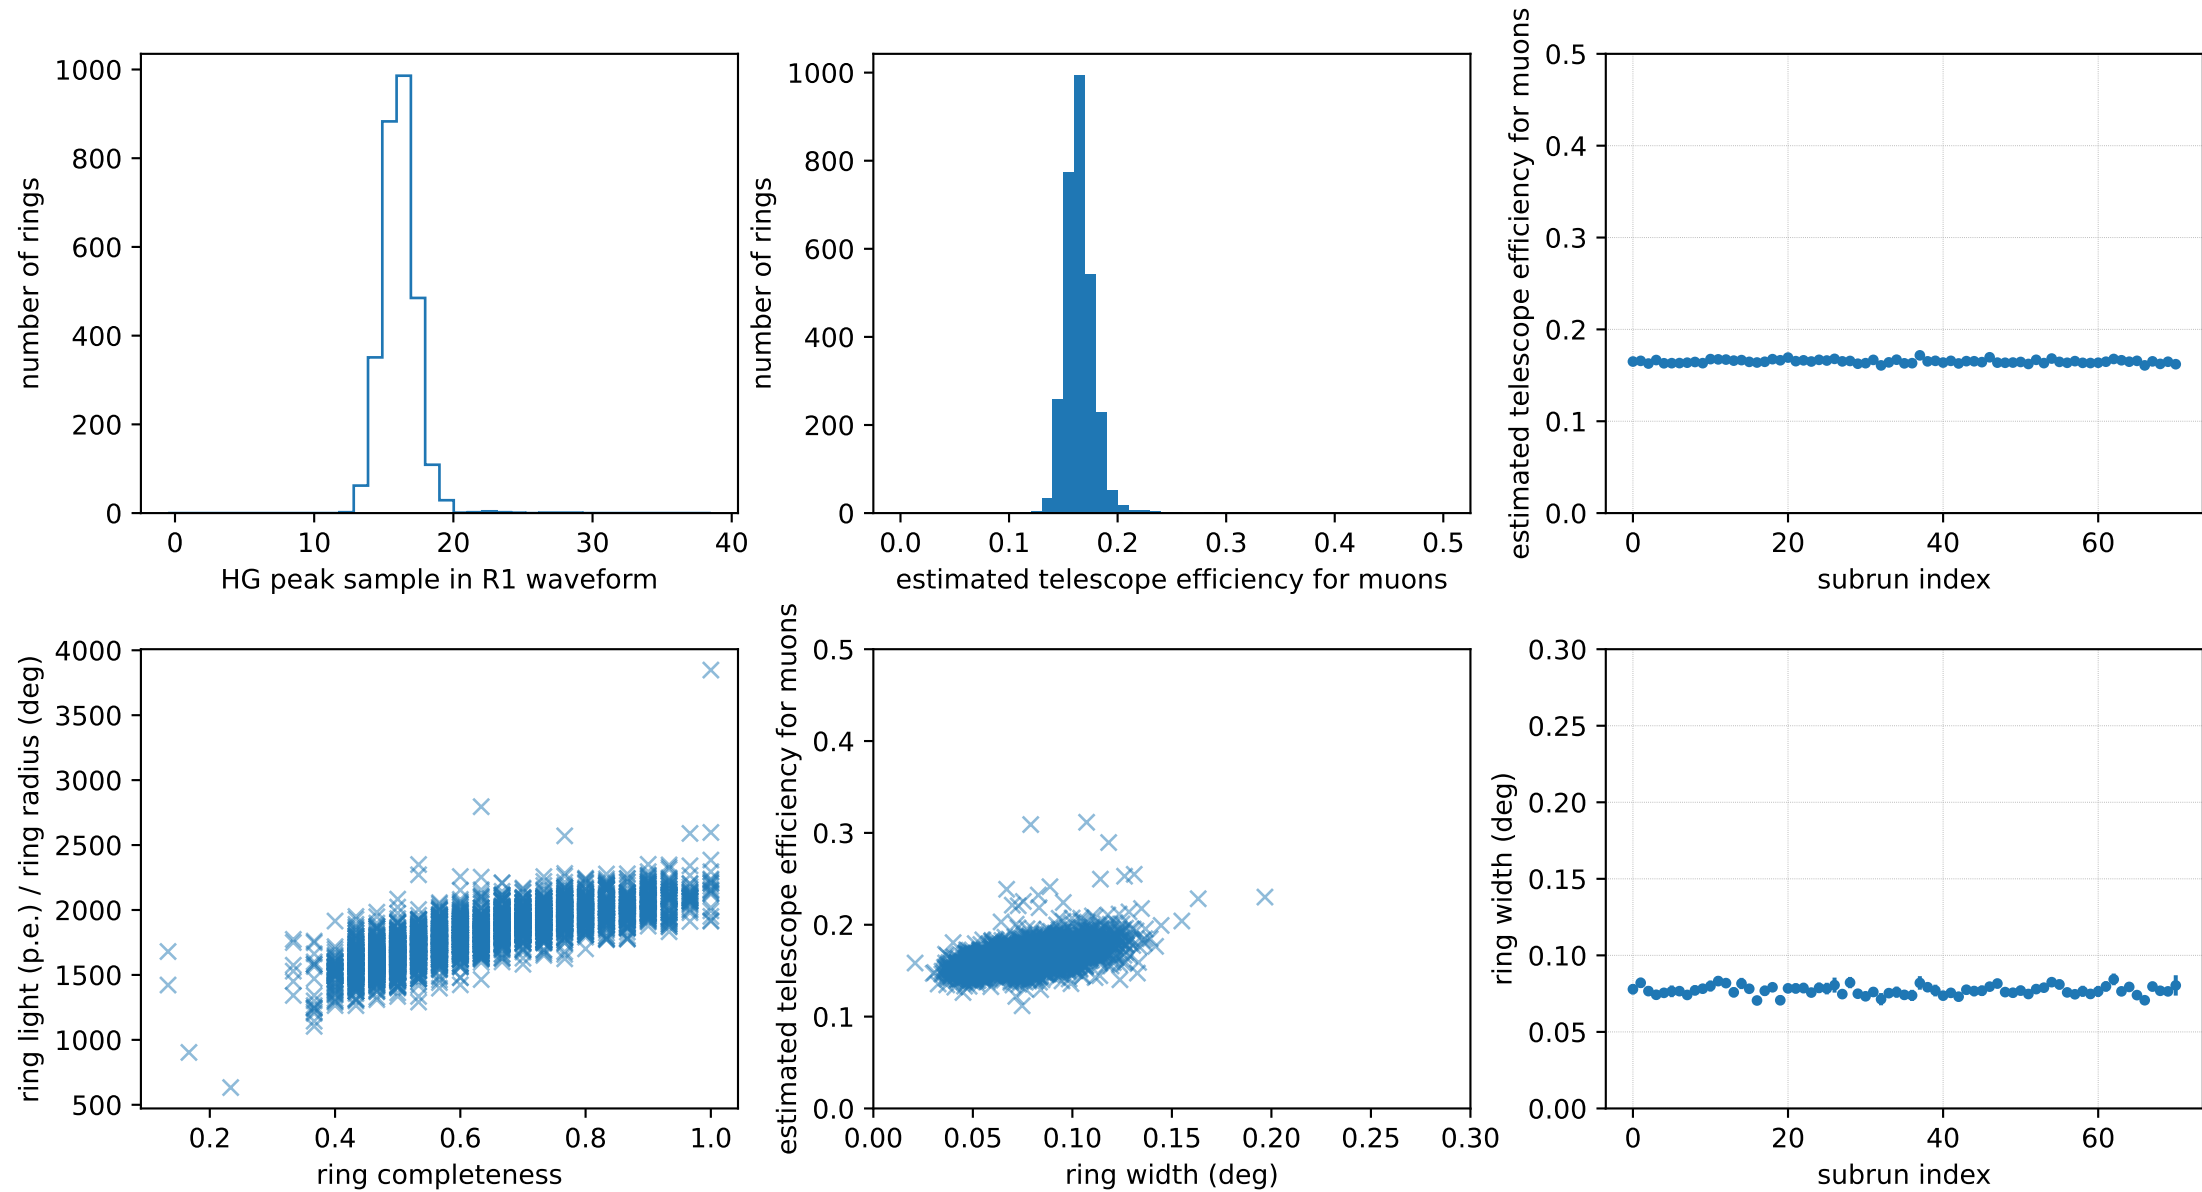 number of rings
1000
800
600
400
200
0
0 10 20 30 40
HG peak sample in R1 waveform
number of rings
1000
800
600
400
200
0
0.0 0.1 0.2 0.3 0.4 0.5
estimated telescope efficiency for muons
estimated telescope efficiency for muons
0.5
0.4
0.3
0.2
0.1
0.0
0 20 40 60
subrun index
ring light (p.e.) / ring radius (deg)
4000
3500
3000
2500
2000
1500
1000
500
0.2 0.4 0.6 0.8 1.0
ring completeness
estimated telescope efficiency for muons
0.5
0.4
0.3
0.2
0.1
0.0
0.00 0.05 0.10 0.15 0.20 0.25 0.30
ring width (deg)
ring width (deg)
0.30
0.25
0.20
0.15
0.10
0.05
0.00
0 20 40 60
subrun index